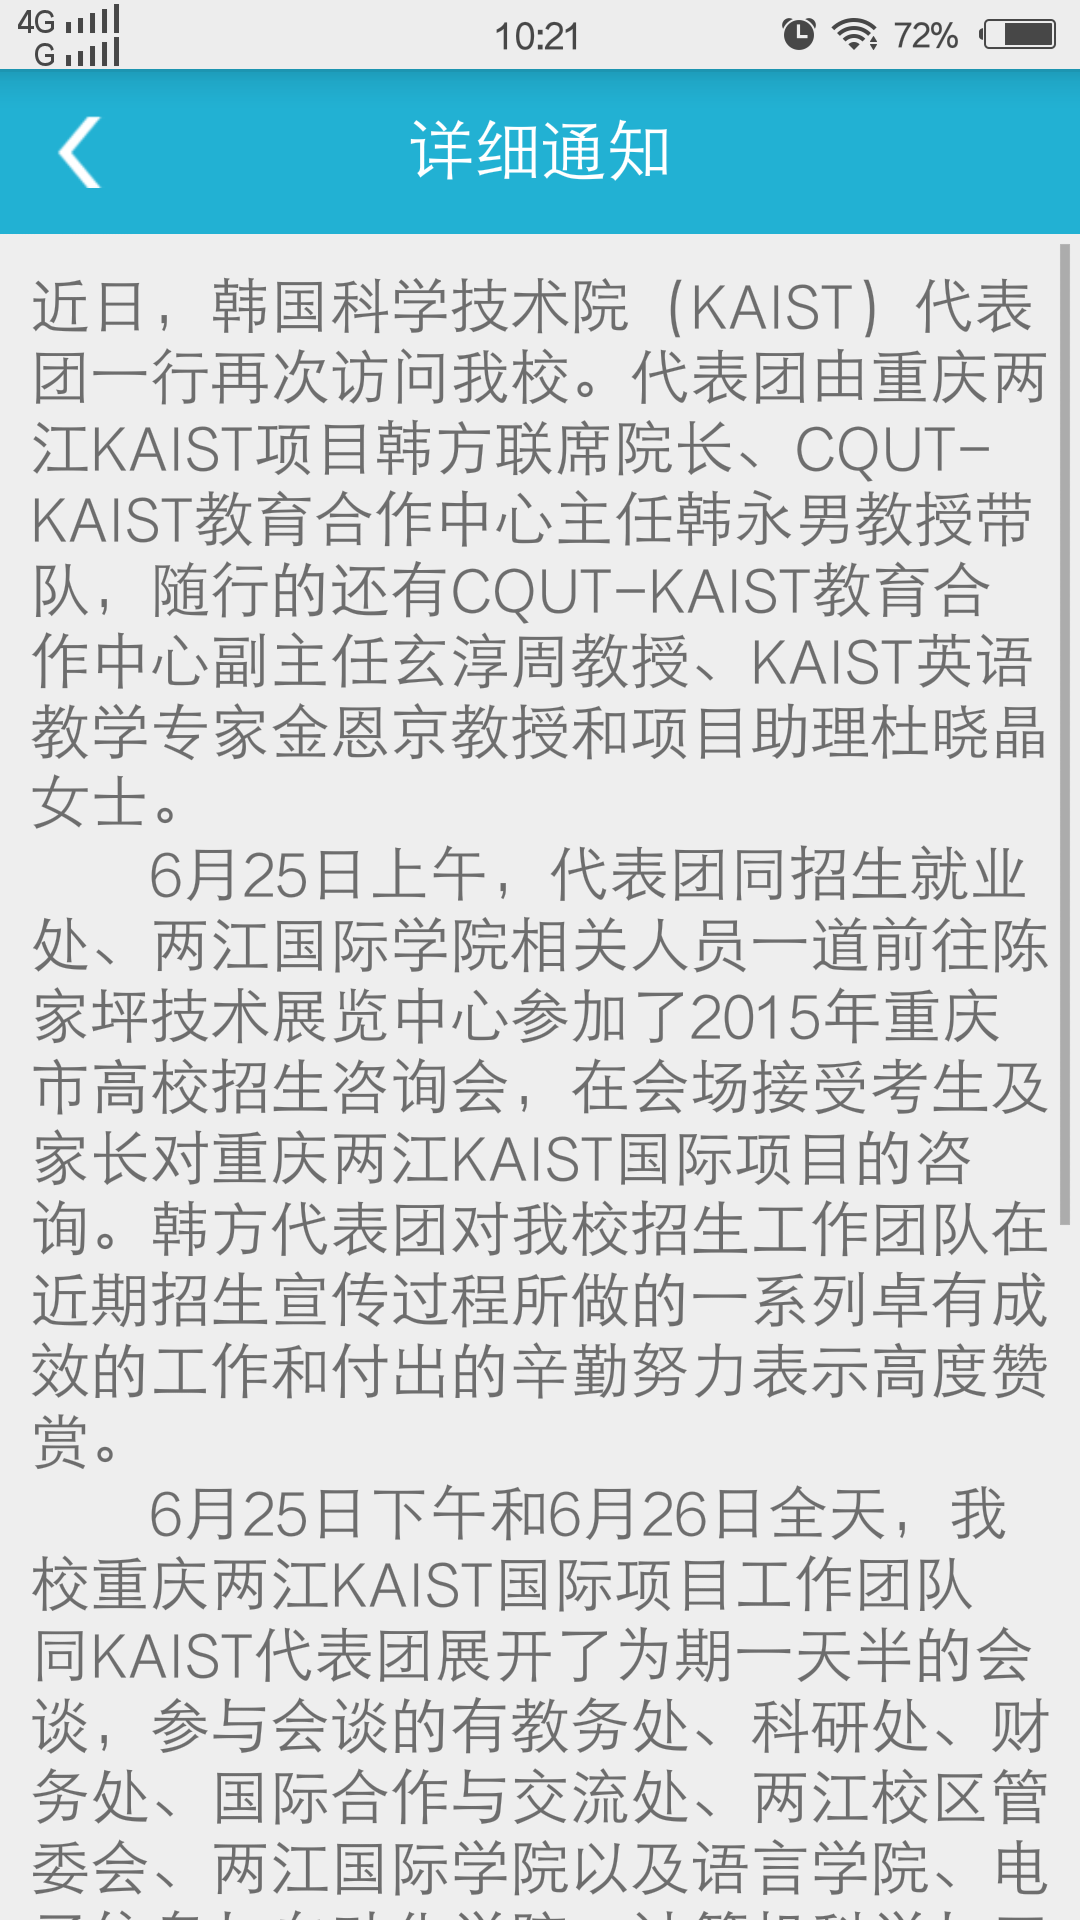 4G
G
10:21
72%
详细通知
近日，韩国科学技术院（KAIST）代表
团一行再次访问我校。代表团由重庆两
江KAIST项目韩方联席院长、CQUT-
KAIST教育合作中心主任韩永男教授带
队，随行的还有CQUT-KAIST教育合
作中心副主任玄淳周教授、KAIST英语
教学专家金恩京教授和项目助理杜晓晶
女士。
6月25日上午，代表团同招生就业
处、两江国际学院相关人员一道前往陈
家坪技术展览中心参加了2015年重庆
市高校招生咨询会，在会场接受考生及
家长对重庆两江KAIST国际项目的咨
询。韩方代表团对我校招生工作团队在
近期招生宣传过程所做的一系列卓有成
效的工作和付出的辛勤努力表示高度赞
赏。
6月25日下午和6月26日全天，我
校重庆两江KAIST国际项目工作团队
同KAIST代表团展开了为期一天半的会
谈，参与会谈的有教务处、科研处、财
务处、国际合作与交流处、两江校区管
委会、两江国际学院以及语言学院、电